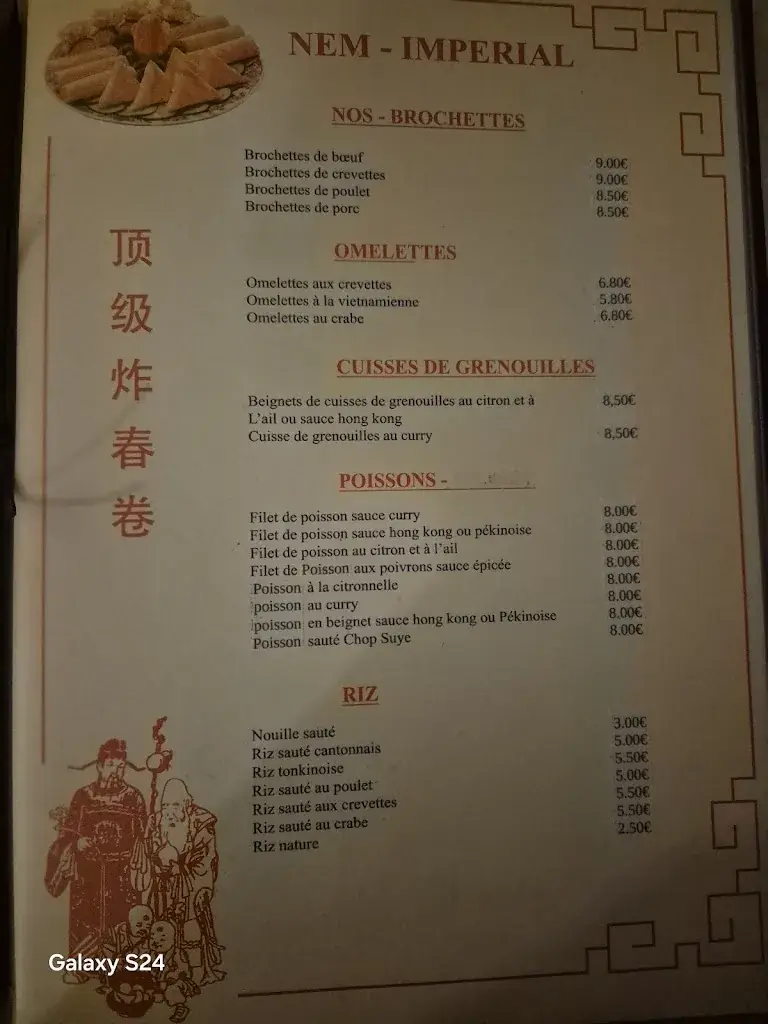 NEM - IMPERIAL
顶级炸春卷
NOS - BROCHETTES
Brochettes de bœuf 9.00€
Brochettes de crevettes 9.00€
Brochettes de poulet 8.50€
Brochettes de porc 8.50€
OMELETTES
Omelettes aux crevettes 6.80€
Omelettes à la vietnamienne 5.80€
Omelettes au crabe 6.80€
CUISSES DE GRENOUILLES
Beignets de cuisses de grenouilles au citron et à 8,50€
L'ail ou sauce hong kong
Cuisse de grenouilles au curry 8,50€
POISSONS -
Filet de poisson sauce curry 8.00€
Filet de poisson sauce hong kong ou pékinoise 8.00€
Filet de poisson au citron et à l'ail 8.00€
Filet de Poisson aux poivrons sauce épicée 8.00€
Poisson à la citronnelle 8.00€
poisson au curry 8.00€
poisson en beignet sauce hong kong ou Pékinoise 8.00€
Poisson sauté Chop Suye 8.00€
RIZ
Nouille sauté 3.00€
Riz sauté cantonnais 5.00€
Riz tonkinoise 5.50€
Riz sauté au poulet 5.00€
Riz sauté aux crevettes 5.50€
Riz sauté au crabe 5.50€
Riz nature 2.50€
Galaxy S24